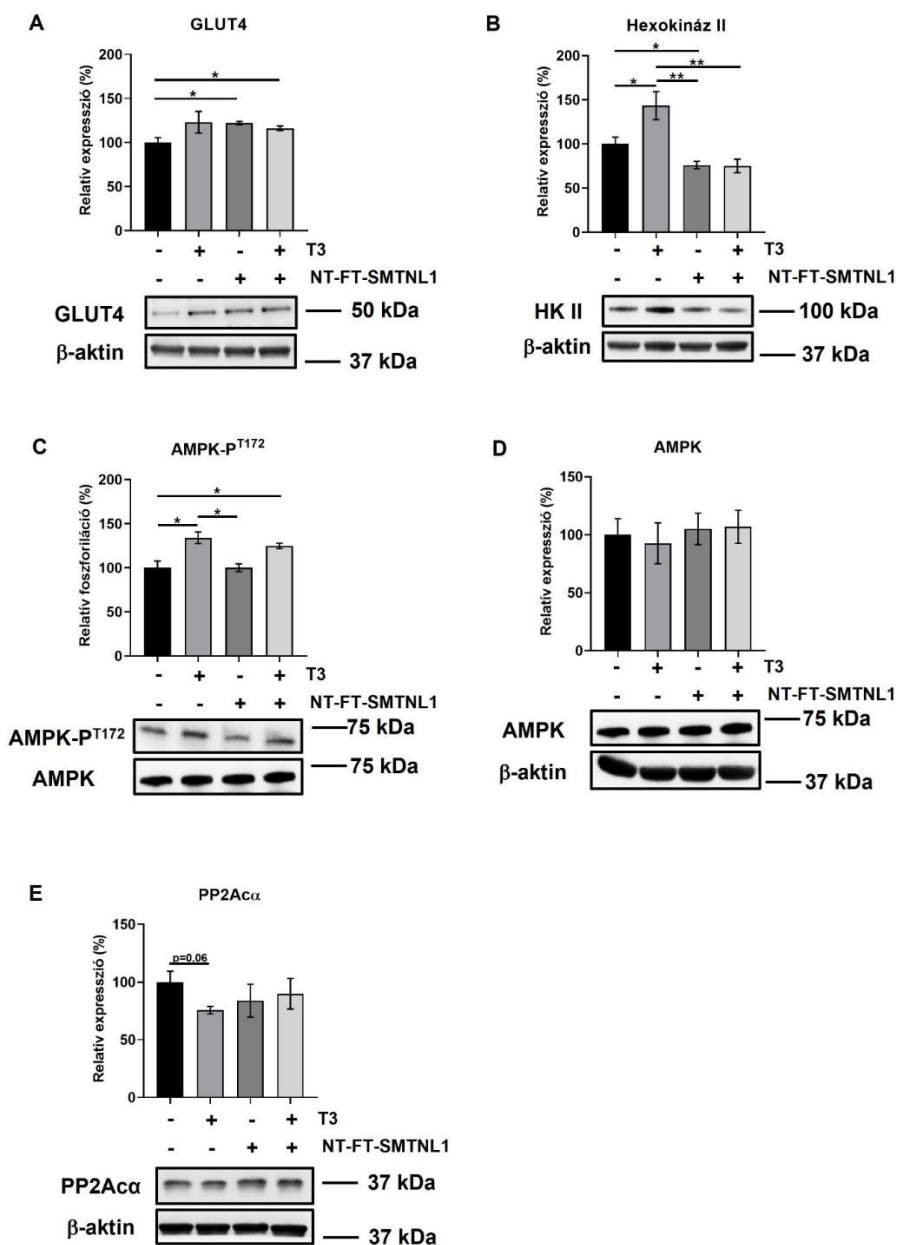 A
GLUT4
Relatív expresszió (%)
200
150
100
50
0
*
*
- + - + T3
- - + + NT-FT-SMTNL1
GLUT4 50 kDa
β-aktin 37 kDa
B
Hexokináz II
Relatív expresszió (%)
200
150
100
50
0
*
**
* **
- + - + T3
- - + + NT-FT-SMTNL1
HK II 100 kDa
β-aktin 37 kDa
C
AMPK-P^T172
Relatív foszforiláció (%)
200
150
100
50
0
*
* *
- + - + T3
- - + + NT-FT-SMTNL1
AMPK-P^T172 75 kDa
AMPK 75 kDa
D
AMPK
Relatív expresszió (%)
150
100
50
0
- + - + T3
- - + + NT-FT-SMTNL1
AMPK 75 kDa
β-aktin 37 kDa
E
PP2Acα
Relatív expresszió (%)
150
100
50
0
p=0.06
- + - + T3
- - + + NT-FT-SMTNL1
PP2Acα 37 kDa
β-aktin 37 kDa